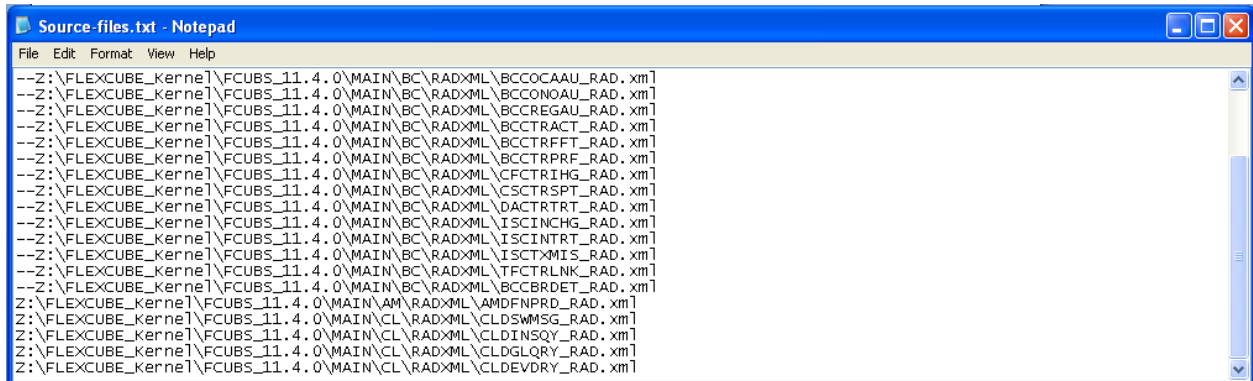 Source-files.txt - Notepad
File Edit Format View Help
--Z:\FLEXCUBE_Kernel\FCUBS_11.4.0\MAIN\BC\RADXML\BCCOCAAU_RAD.xml
--Z:\FLEXCUBE_Kernel\FCUBS_11.4.0\MAIN\BC\RADXML\BCCONOAU_RAD.xml
--Z:\FLEXCUBE_Kernel\FCUBS_11.4.0\MAIN\BC\RADXML\BCCREGAU_RAD.xml
--Z:\FLEXCUBE_Kernel\FCUBS_11.4.0\MAIN\BC\RADXML\BCCTRACT_RAD.xml
--Z:\FLEXCUBE_Kernel\FCUBS_11.4.0\MAIN\BC\RADXML\BCCTRFFT_RAD.xml
--Z:\FLEXCUBE_Kernel\FCUBS_11.4.0\MAIN\BC\RADXML\BCCTRPRF_RAD.xml
--Z:\FLEXCUBE_Kernel\FCUBS_11.4.0\MAIN\BC\RADXML\CFCTRIHG_RAD.xml
--Z:\FLEXCUBE_Kernel\FCUBS_11.4.0\MAIN\BC\RADXML\CSCTRSPT_RAD.xml
--Z:\FLEXCUBE_Kernel\FCUBS_11.4.0\MAIN\BC\RADXML\DACTRTRT_RAD.xml
--Z:\FLEXCUBE_Kernel\FCUBS_11.4.0\MAIN\BC\RADXML\ISCINCHG_RAD.xml
--Z:\FLEXCUBE_Kernel\FCUBS_11.4.0\MAIN\BC\RADXML\ISCINTRT_RAD.xml
--Z:\FLEXCUBE_Kernel\FCUBS_11.4.0\MAIN\BC\RADXML\ISCTXMIS_RAD.xml
--Z:\FLEXCUBE_Kernel\FCUBS_11.4.0\MAIN\BC\RADXML\TFCTRLNK_RAD.xml
--Z:\FLEXCUBE_Kernel\FCUBS_11.4.0\MAIN\BC\RADXML\BCCBRDET_RAD.xml
Z:\FLEXCUBE_Kernel\FCUBS_11.4.0\MAIN\AM\RADXML\AMDFNPRD_RAD.xml
Z:\FLEXCUBE_Kernel\FCUBS_11.4.0\MAIN\CL\RADXML\CLDSWMSG_RAD.xml
Z:\FLEXCUBE_Kernel\FCUBS_11.4.0\MAIN\CL\RADXML\CLDINSQY_RAD.xml
Z:\FLEXCUBE_Kernel\FCUBS_11.4.0\MAIN\CL\RADXML\CLDGLQRY_RAD.xml
Z:\FLEXCUBE_Kernel\FCUBS_11.4.0\MAIN\CL\RADXML\CLDEVDRY_RAD.xml